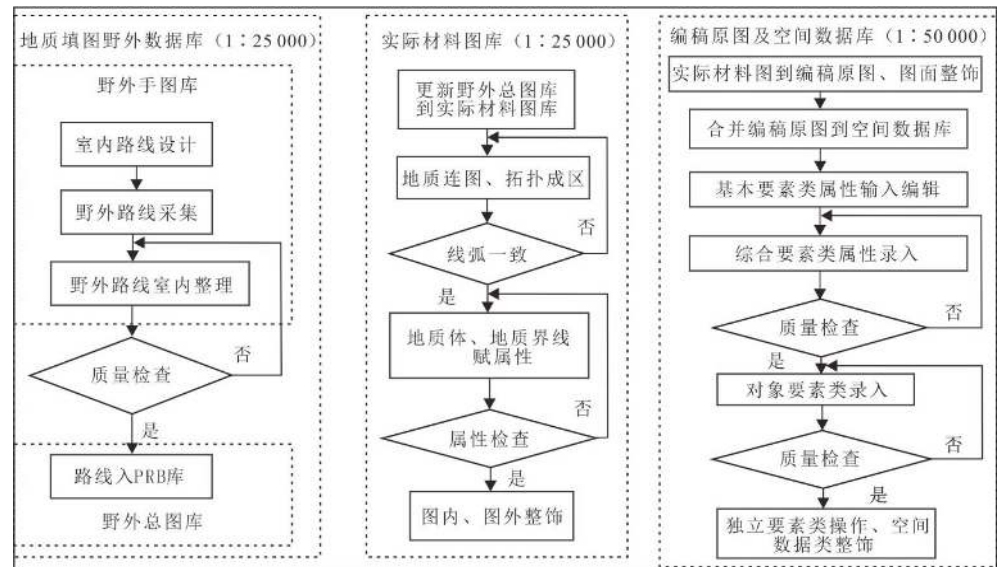 地质填图野外数据库（1：25 000）
野外手图库
室内路线设计
野外路线采集
野外路线室内整理
质量检查
否
是
路线入PRB库
野外总图库
实际材料图库（1：25 000）
更新野外总图库
到实际材料图库
地质连图、拓扑成区
线弧一致
否
是
地质体、地质界线
赋属性
属性检查
否
是
图内、图外整饰
编稿原图及空间数据库（1：50 000）
实际材料图到编稿原图、图面整饰
合并编稿原图到空间数据库
基本要素类属性输入编辑
综合要素类属性录入
质量检查
否
是
对象要素类录入
质量检查
否
是
独立要素类操作、空间
数据类整饰